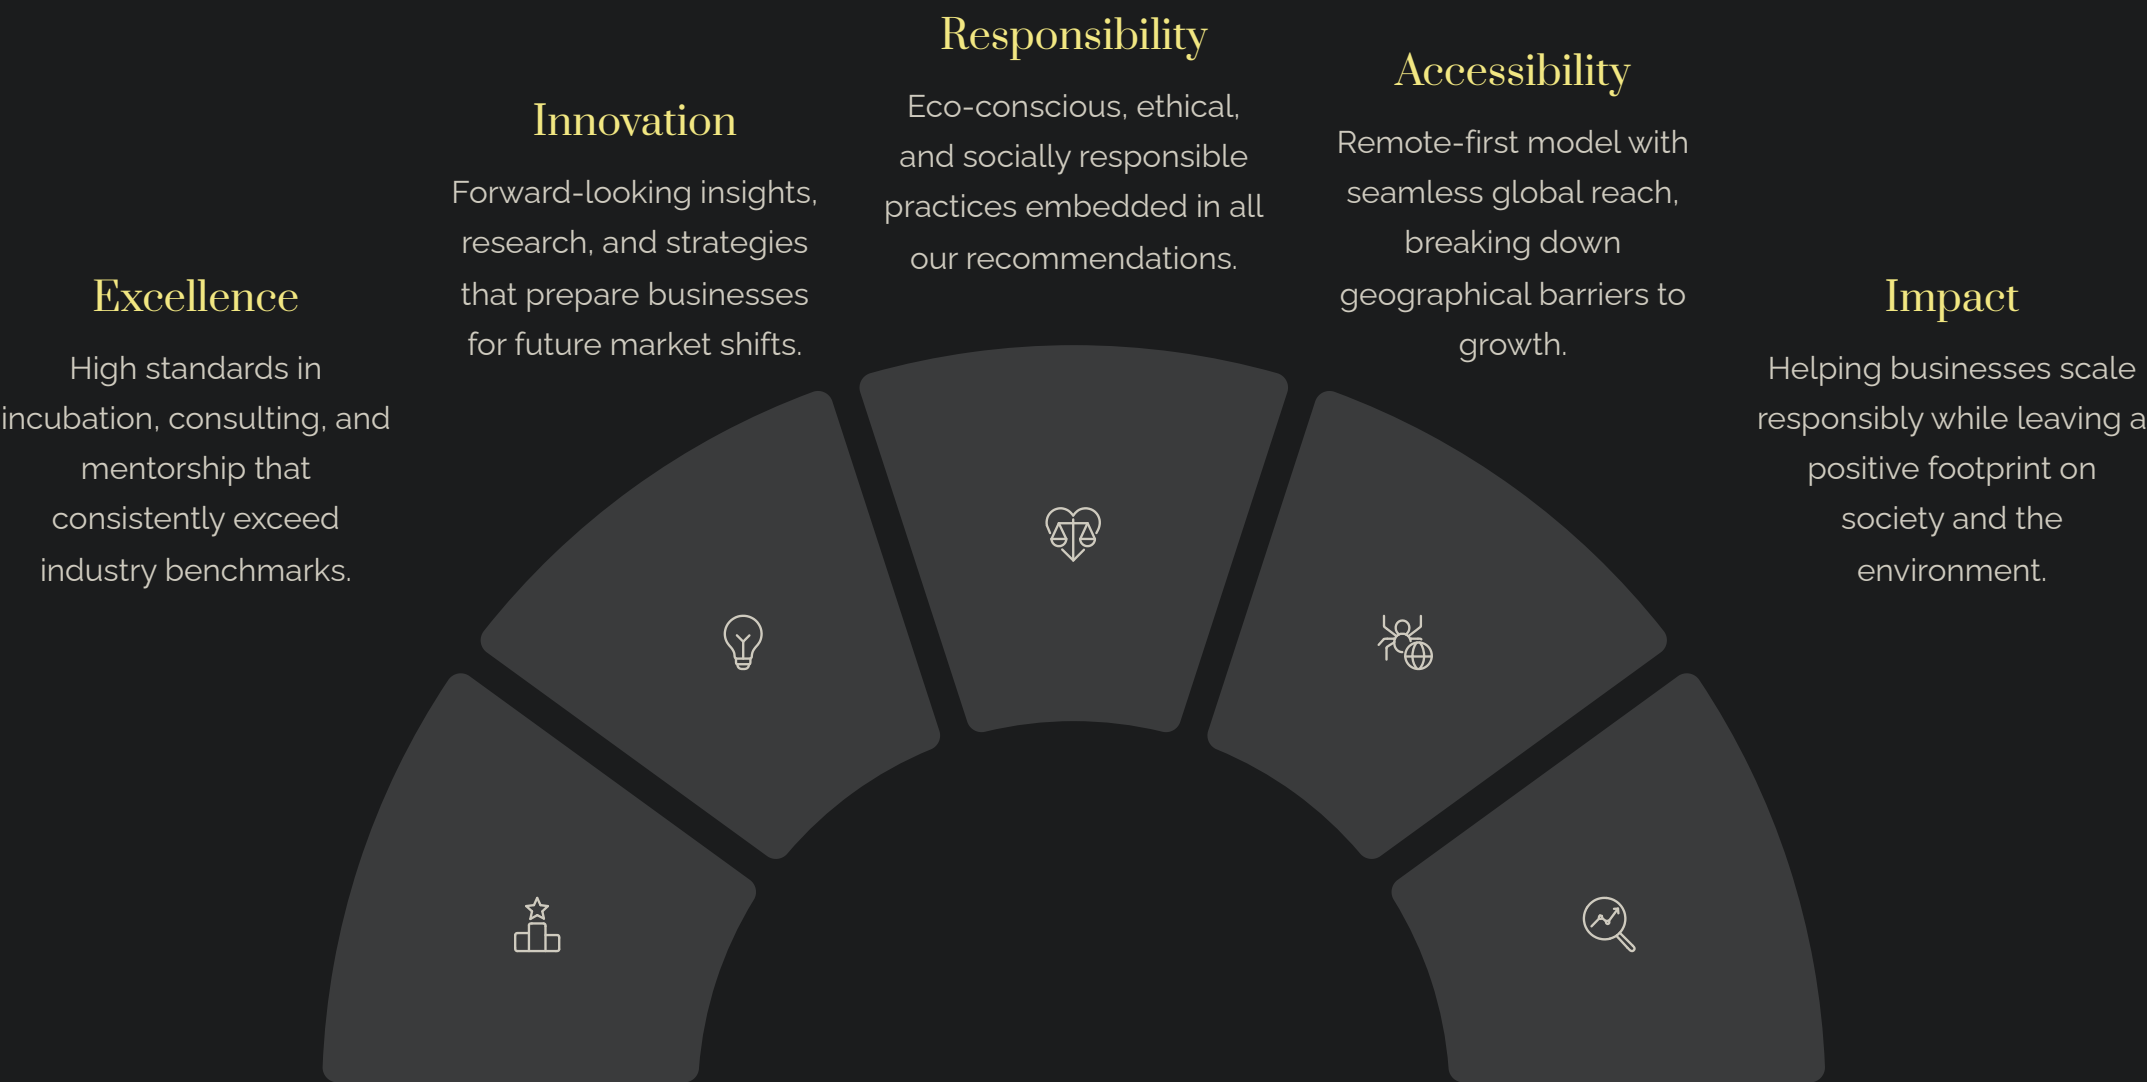 Excellence
High standards in
incubation, consulting, and
mentorship that
consistently exceed
industry benchmarks.
Innovation
Forward-looking insights,
research, and strategies
that prepare businesses
for future market shifts.
Responsibility
Eco-conscious, ethical,
and socially responsible
practices embedded in all
our recommendations.
Accessibility
Remote-first model with
seamless global reach,
breaking down
geographical barriers to
growth.
Impact
Helping businesses scale
responsibly while leaving a
positive footprint on
society and the
environment.